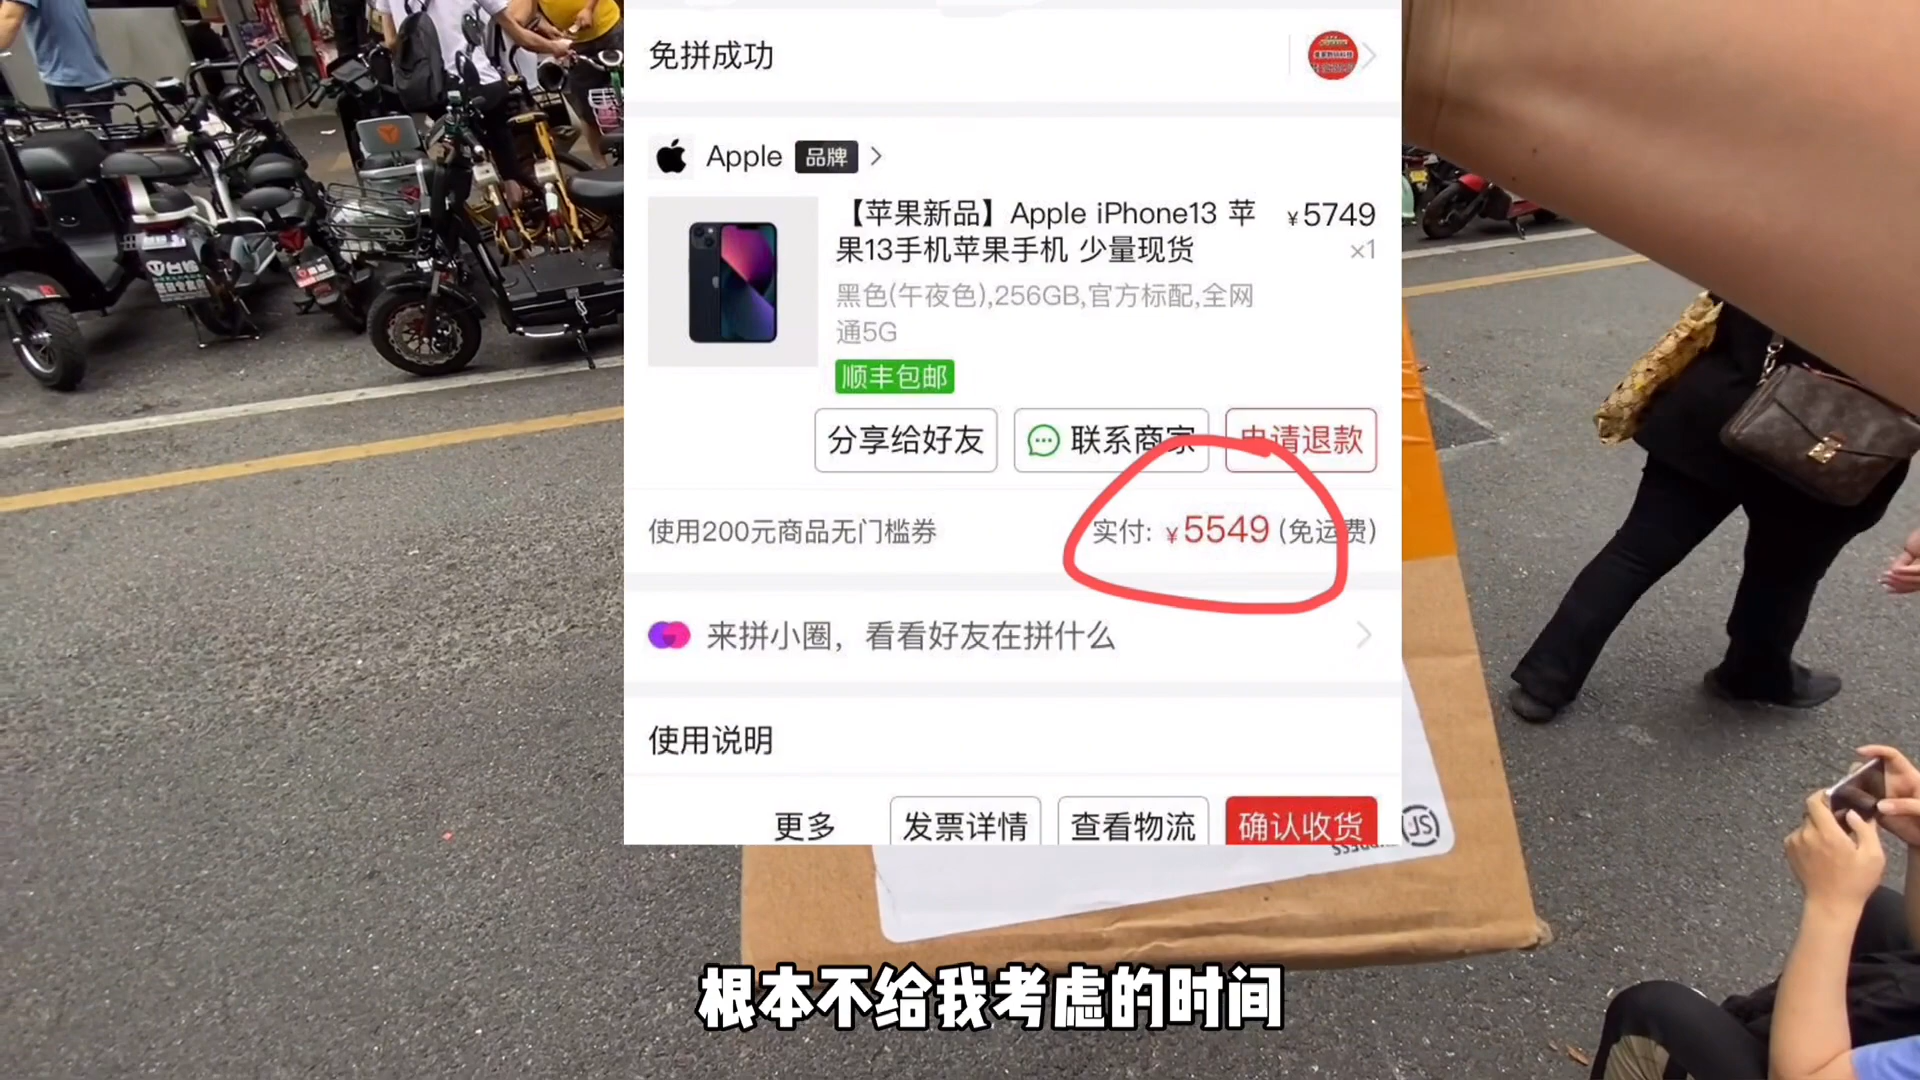 免拼成功
Apple 品牌
【苹果新品】Apple iPhone13 苹 ¥5749
果13手机苹果手机 少量现货 ×1
黑色(午夜色),256GB,官方标配,全网
通5G
顺丰包邮
分享给好友 联系商家 申请退款
使用200元商品无门槛券 实付: ¥5549 (免运费)
来拼小圈，看看好友在拼什么
使用说明
更多 发票详情 查看物流 确认收货
SF
根本不给我考虑的时间